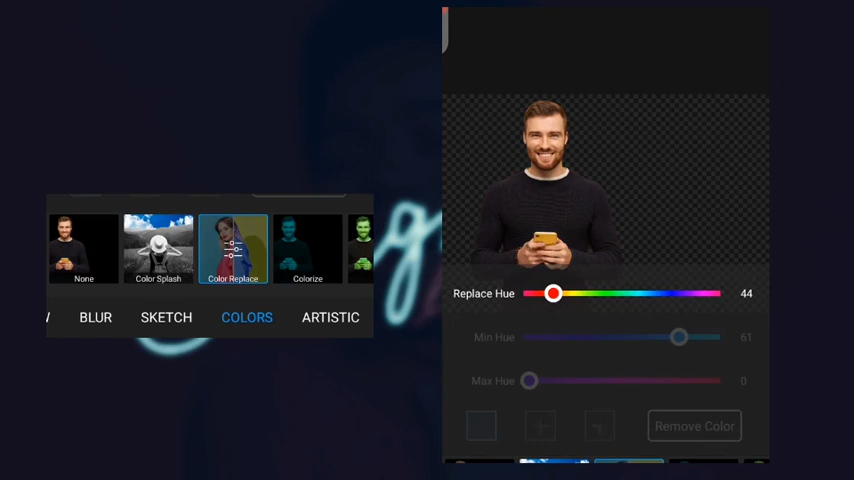 None
Color Splash
Color Replace
Colorize
BLUR
SKETCH
COLORS
ARTISTIC
Replace Hue 44
Min Hue 61
Max Hue 0
Remove Color